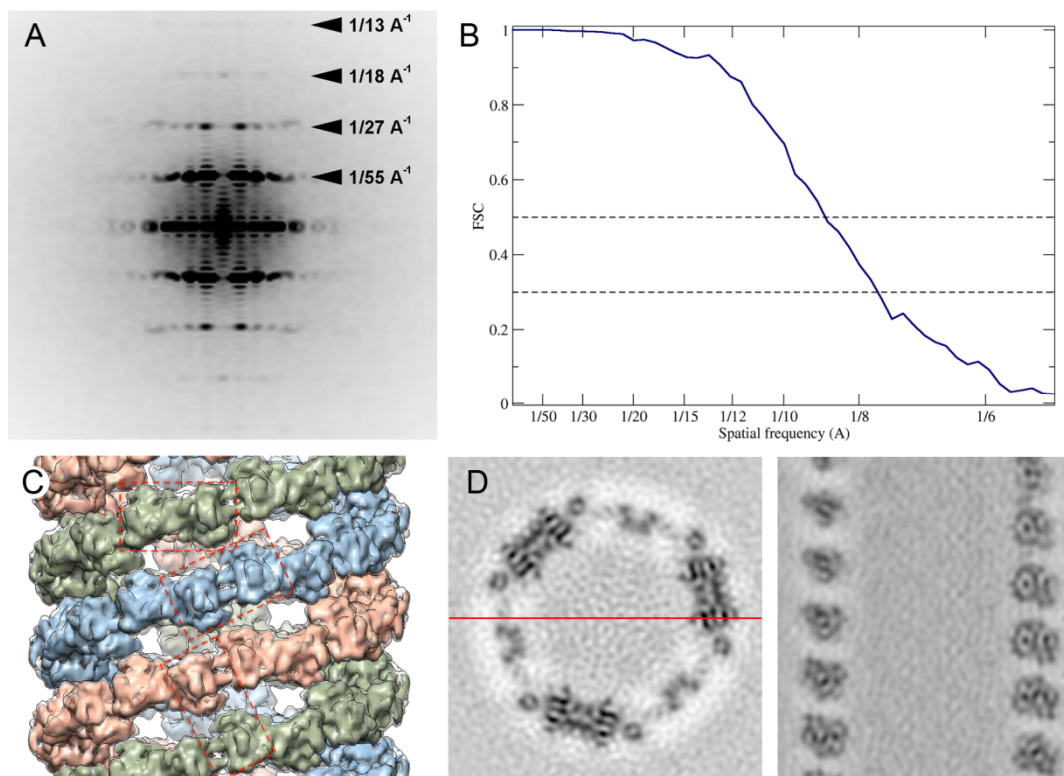 A
1/13 A⁻¹
1/18 A⁻¹
1/27 A⁻¹
1/55 A⁻¹
B
1
0.8
0.6
0.4
0.2
0
FSC
1/50 1/30 1/20 1/15 1/12 1/10 1/8 1/6
Spatial frequency (A)
C
D